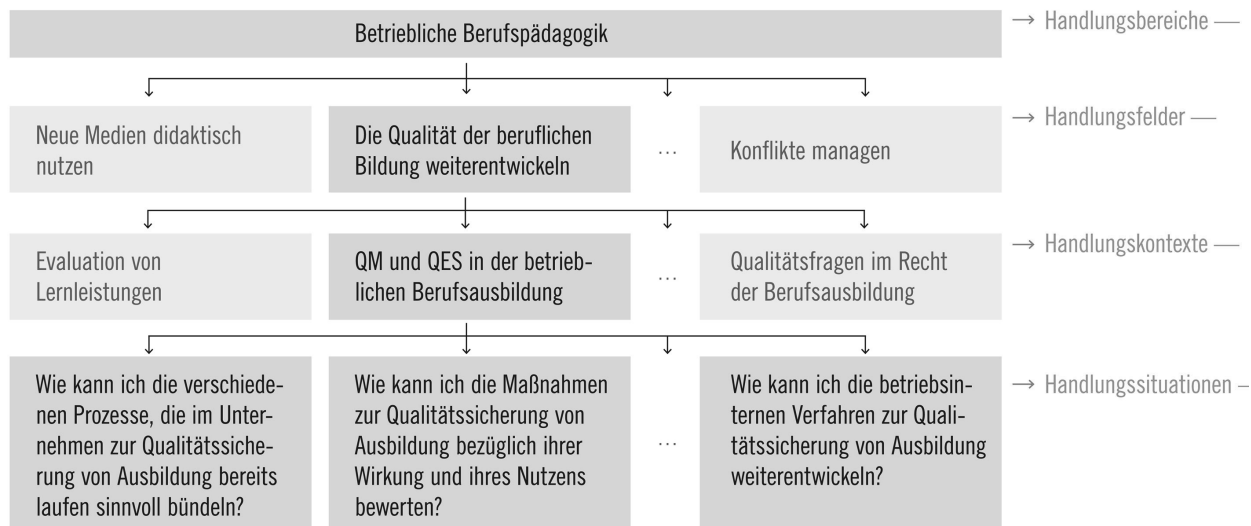 Betriebliche Berufspädagogik
→ Handlungsbereiche —
Neue Medien didaktisch
nutzen
Die Qualität der beruflichen
Bildung weiterentwickeln
…
Konflikte managen
→ Handlungsfelder —
Evaluation von
Lernleistungen
QM und QES in der betrieb-
lichen Berufsausbildung
…
Qualitätsfragen im Recht
der Berufsausbildung
→ Handlungskontexte —
Wie kann ich die verschiede-
nen Prozesse, die im Unter-
nehmen zur Qualitätssiche-
rung von Ausbildung bereits
laufen sinnvoll bündeln?
Wie kann ich die Maßnahmen
zur Qualitätssicherung von
Ausbildung bezüglich ihrer
Wirkung und ihres Nutzens
bewerten?
…
Wie kann ich die betriebsin-
ternen Verfahren zur Quali-
tätssicherung von Ausbildung
weiterentwickeln?
→ Handlungssituationen —